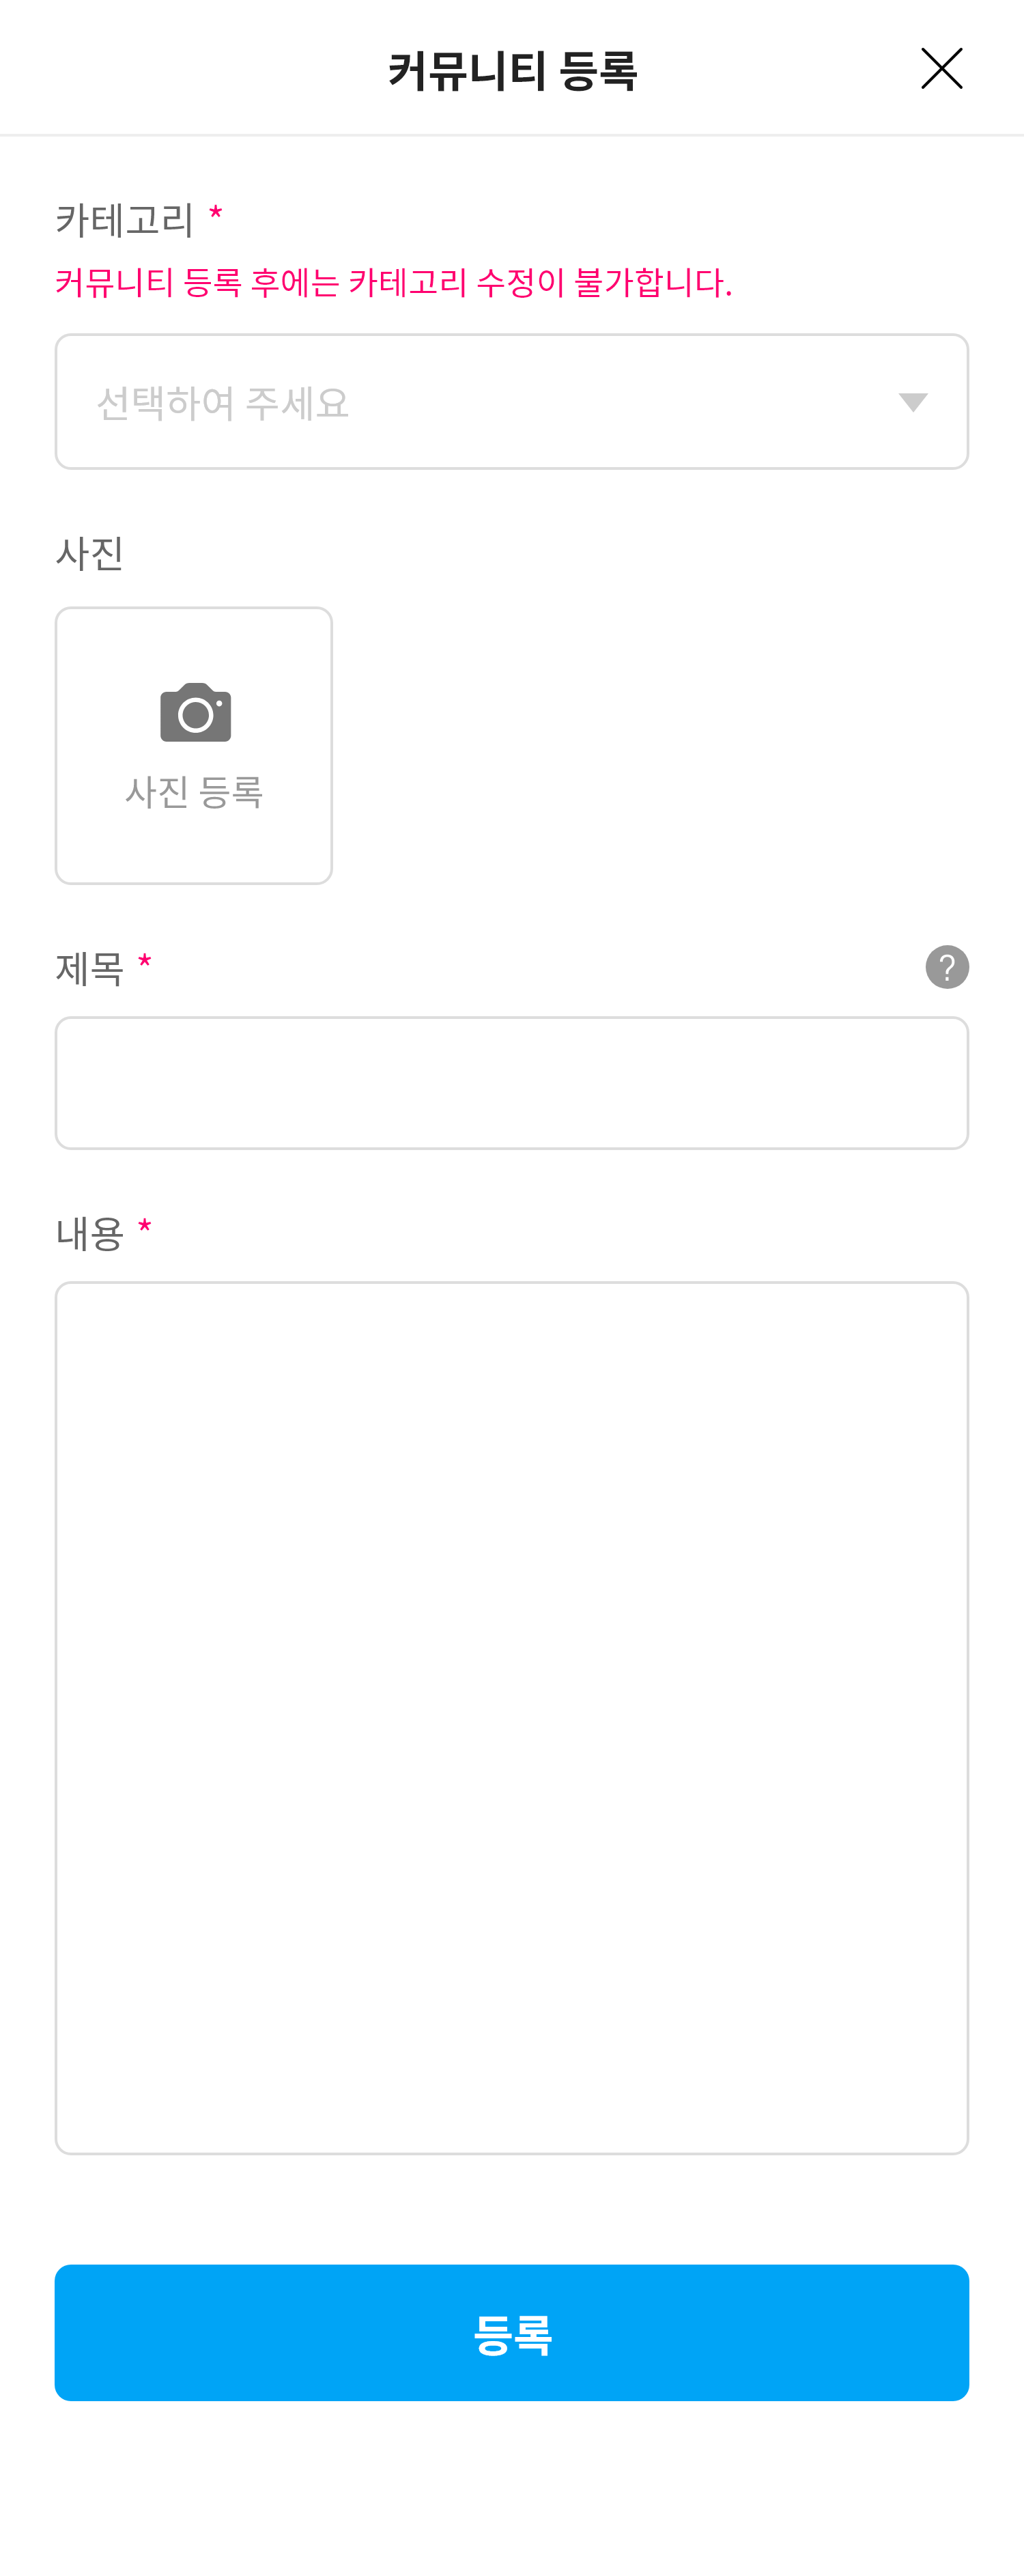 커뮤니티 등록
카테고리 *
커뮤니티 등록 후에는 카테고리 수정이 불가합니다.
선택하여 주세요
사진
사진 등록
제목 *
?
내용 *
등록